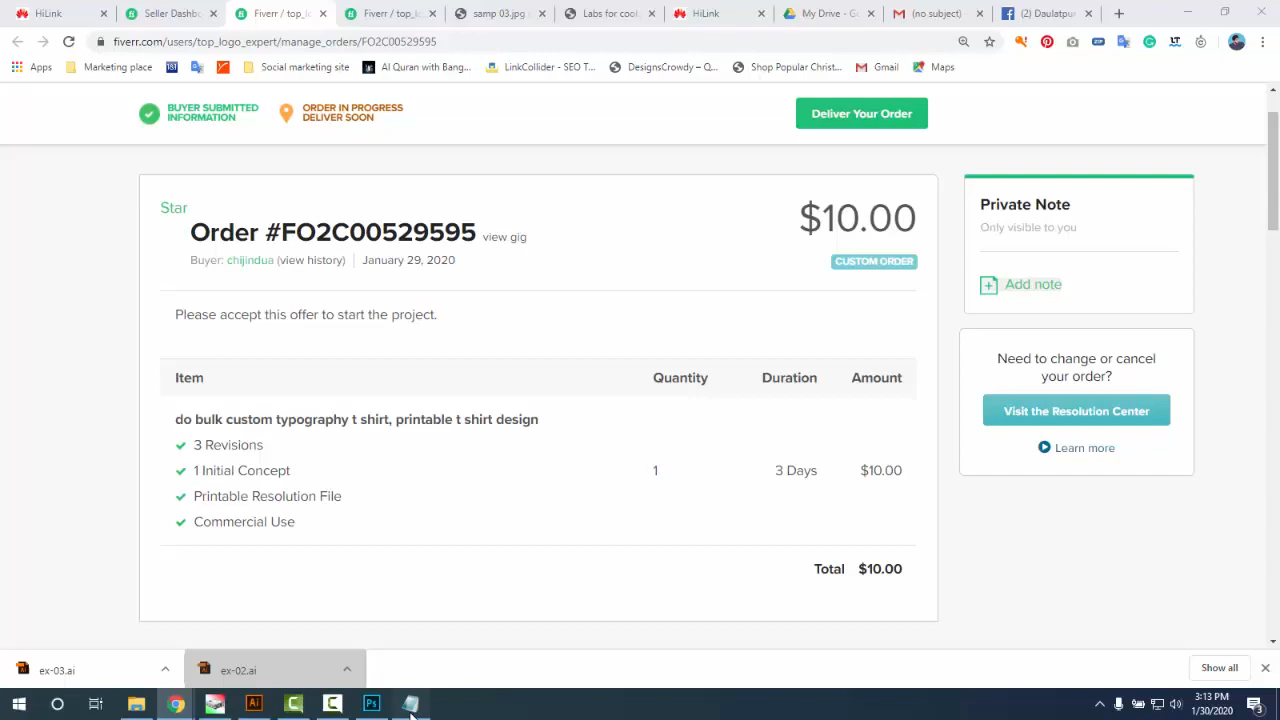 HiLink
Seller Dashbo
Fiverr / top_lo
Fiverr / top_lo
samp 03.jpg
Labs for cool
HiLink
My Drive - Go
(no subject)
(2) Daulatpur
fiverr.com/users/top_logo_expert/manage_orders/FO2C00529595
Apps
Marketing place
Social marketing site
Al Quran with Bang...
LinkCollider - SEO T...
DesignsCrowdy – Q...
Shop Popular Christ...
Gmail
Maps
BUYER SUBMITTED
INFORMATION
ORDER IN PROGRESS
DELIVER SOON
Deliver Your Order
Star
Order #FO2C00529595 view gig
Buyer: chijindua (view history) January 29, 2020
$10.00
CUSTOM ORDER
Please accept this offer to start the project.
Item Quantity Duration Amount
do bulk custom typography t shirt, printable t shirt design
3 Revisions
1 Initial Concept
Printable Resolution File
Commercial Use
1 3 Days $10.00
Total $10.00
Private Note
Only visible to you
Add note
Need to change or cancel
your order?
Visit the Resolution Center
Learn more
ex-03.ai
ex-02.ai
Show all
Ai
Ps
3:13 PM
1/30/2020
3